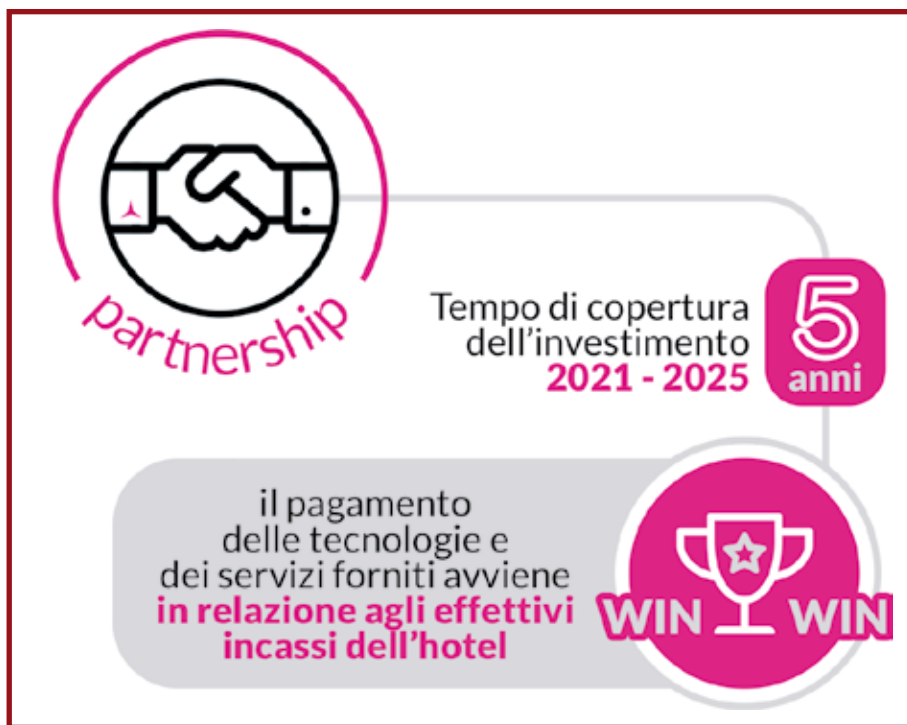 partnership
Tempo di copertura
dell'investimento
2021 - 2025
5
anni
il pagamento
delle tecnologie e
dei servizi forniti avviene
in relazione agli effettivi
incassi dell'hotel
WIN WIN